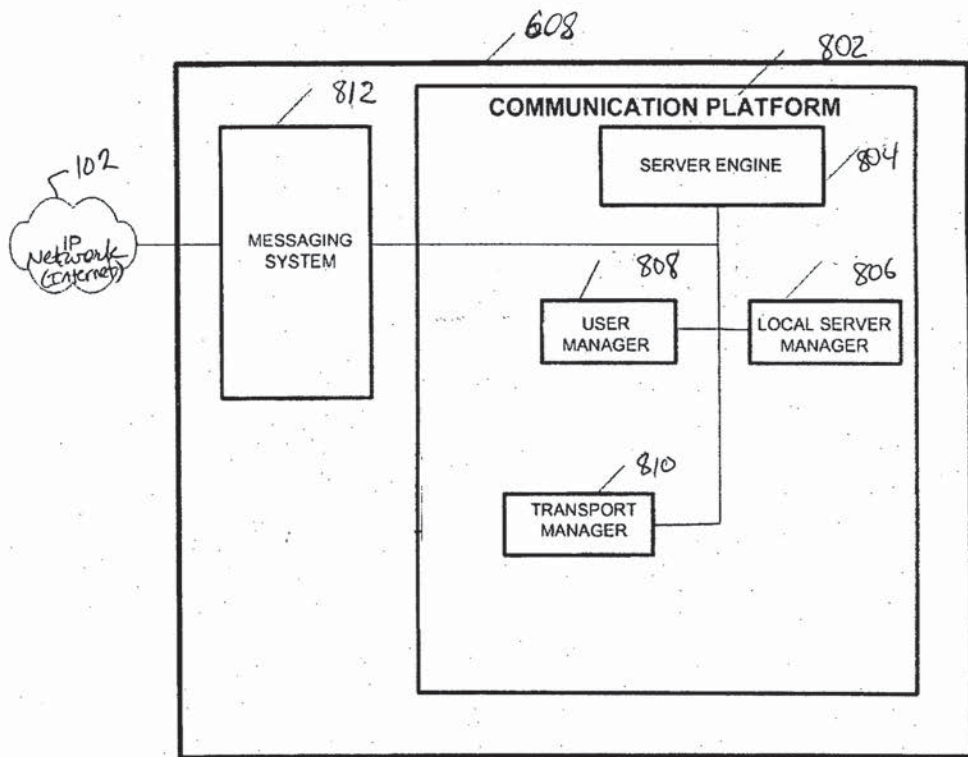 608
802
812
COMMUNICATION PLATFORM
102
SERVER ENGINE
804
IP
Network
(Internet)
MESSAGING
SYSTEM
808
806
USER
MANAGER
LOCAL SERVER
MANAGER
810
TRANSPORT
MANAGER